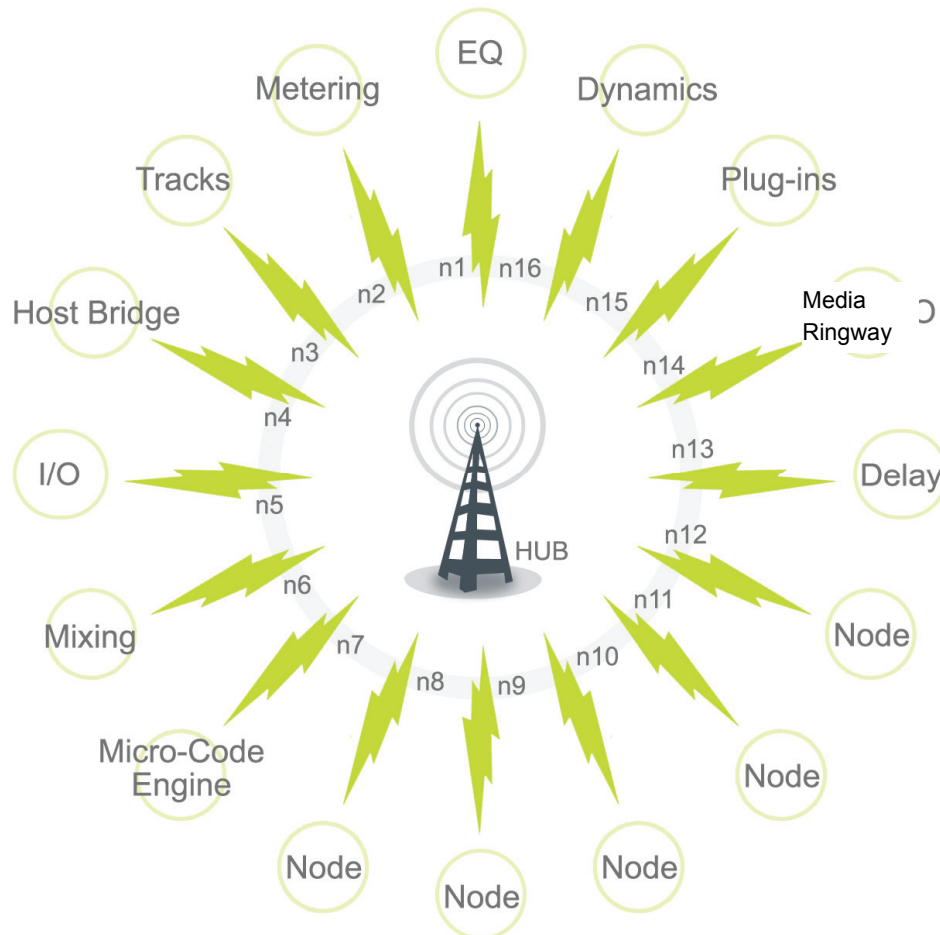 EQ
Metering
Dynamics
Tracks
Plug-ins
n1
n16
n2
n15
Host Bridge
Media
Ringway
n3
n14
n4
n13
I/O
Delay
n5
n12
HUB
n6
n11
Mixing
Node
n7
n10
n8
n9
Micro-Code
Engine
Node
Node
Node
Node